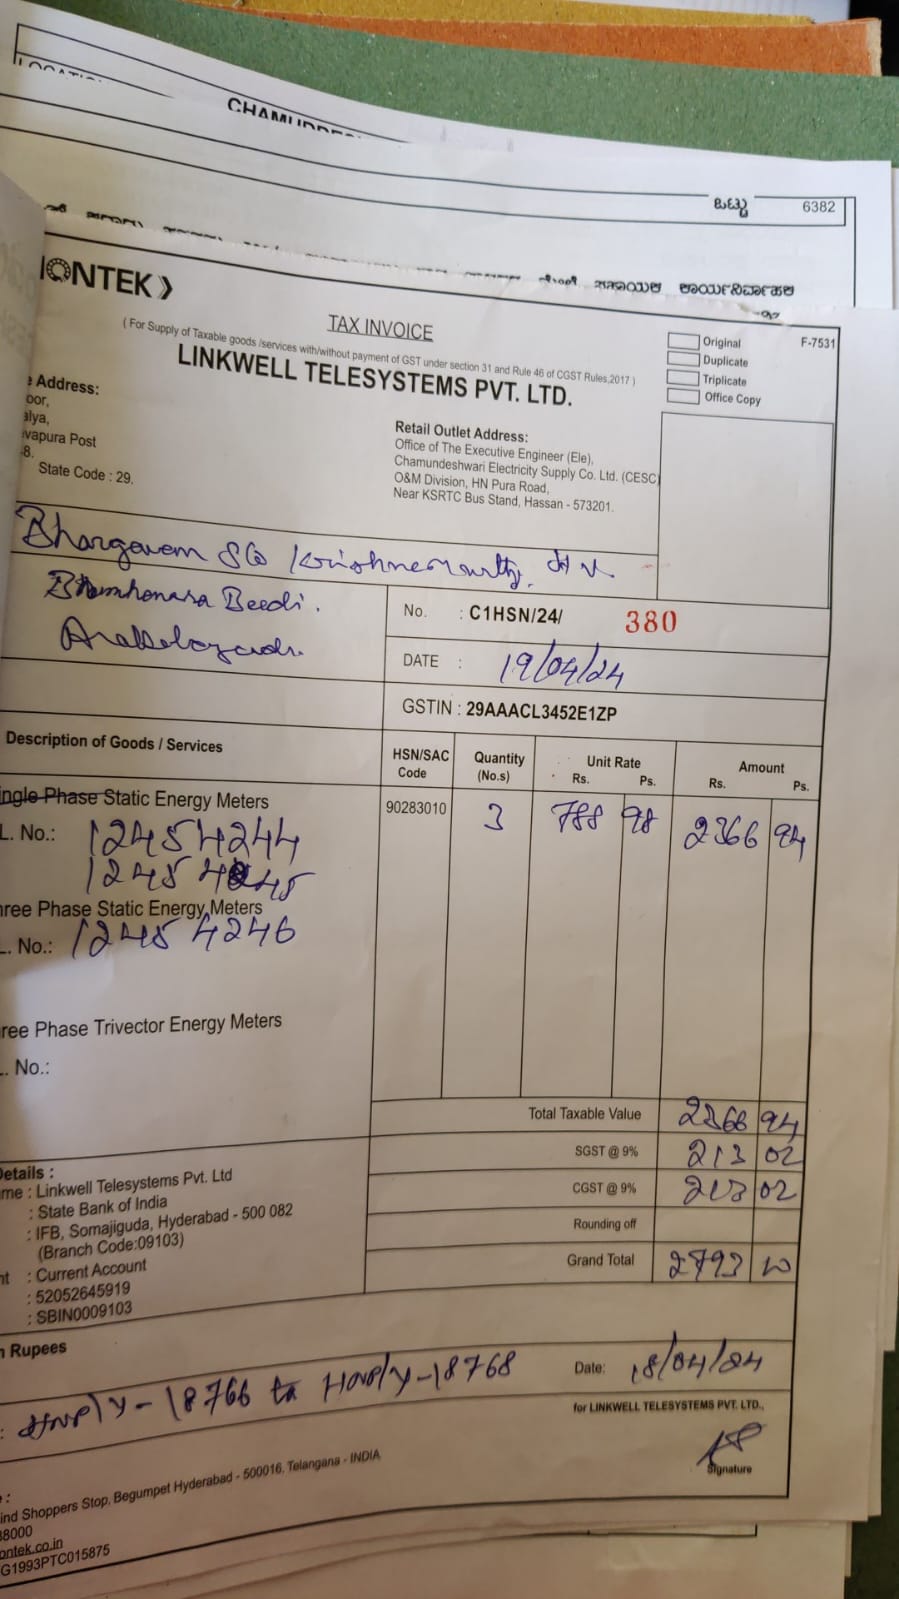 CHAMUNDE
ಒಟ್ಟು 6382
ONTEK
TAX INVOICE
( For Supply of Taxable goods /services with/without payment of GST under section 31 and Rule 46 of CGST Rules,2017 )
LINKWELL TELESYSTEMS PVT. LTD.
Original
Duplicate
Triplicate
Office Copy
F-7531
Address:
oor,
alya,
vapura Post
8.
State Code : 29.
Retail Outlet Address:
Office of The Executive Engineer (Ele),
Chamundeshwari Electricity Supply Co. Ltd. (CESC)
O&M Division, HN Pura Road,
Near KSRTC Bus Stand, Hassan - 573201.
Beedi.
No. : C1HSN/24/ 380
DATE : 19/04/24
GSTIN : 29AAACL3452E1ZP
Description of Goods / Services HSN/SAC Code Quantity (No.s) Unit Rate Rs. Ps. Amount Rs. Ps.
ingle Phase Static Energy Meters 90283010 3 788 98 2366 94
L. No.: 12454244
12454245
hree Phase Static Energy Meters
L. No.: 12454246
ree Phase Trivector Energy Meters
L. No.:
Total Taxable Value 2366 94
SGST @ 9% 213 02
CGST @ 9% 213 02
Rounding off
Grand Total 2793
Details :
me : Linkwell Telesystems Pvt. Ltd
: State Bank of India
: IFB, Somajiguda, Hyderabad - 500 082
(Branch Code:09103)
nt : Current Account
: 52052645919
: SBIN0009103
n Rupees
18766 to 18768
Date: 18/04/24
for LINKWELL TELESYSTEMS PVT. LTD.,
Signature
ind Shoppers Stop, Begumpet Hyderabad - 500016. Telangana - INDIA
38000
ontek.co.in
G1993PTC015875